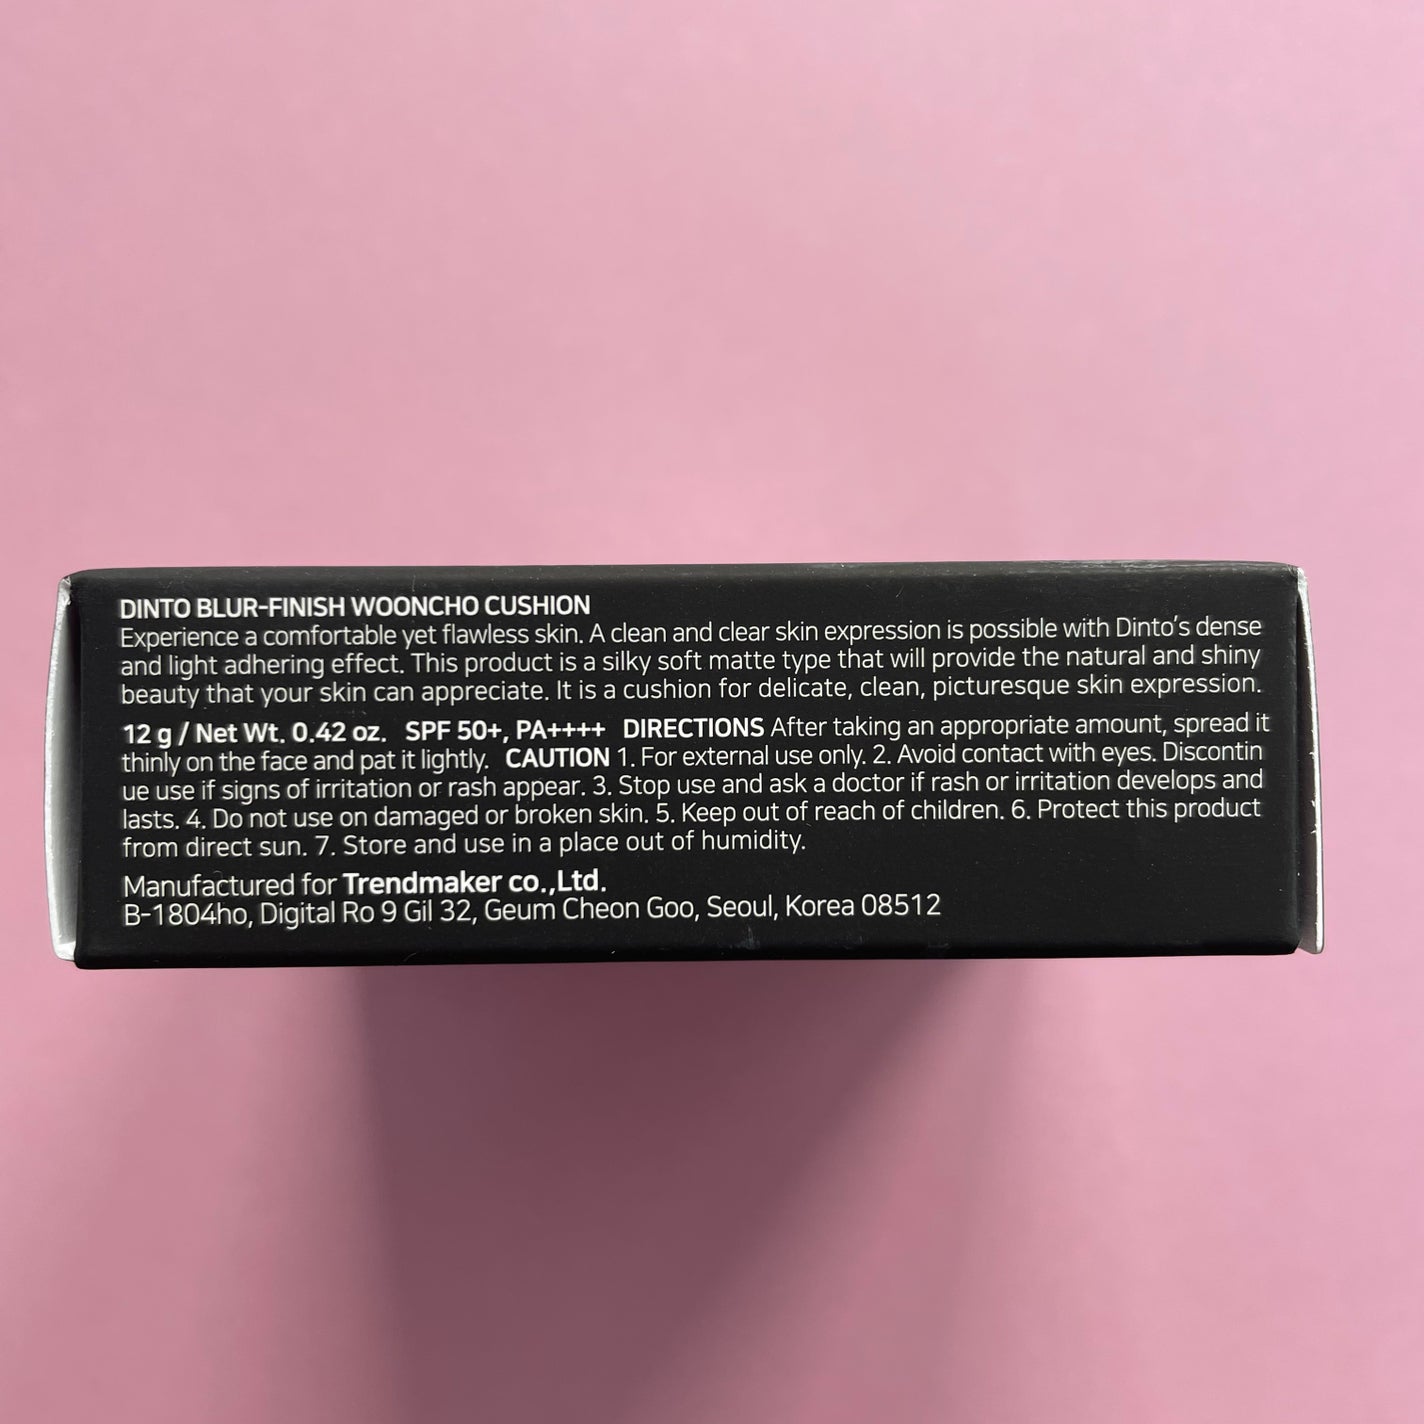 DINTO BLUR-FINISH WOONCHO CUSHION
Experience a comfortable yet flawless skin. A clean and clear skin expression is possible with Dinto's dense
and light adhering effect. This product is a silky soft matte type that will provide the natural and shiny
beauty that your skin can appreciate. It is a cushion for delicate, clean, picturesque skin expression.
12 g / Net Wt. 0.42 oz. SPF 50+, PA++++ DIRECTIONS After taking an appropriate amount, spread it
thinly on the face and pat it lightly. CAUTION 1. For external use only. 2. Avoid contact with eyes. Discontin
ue use if signs of irritation or rash appear. 3. Stop use and ask a doctor if rash or irritation develops and
lasts. 4. Do not use on damaged or broken skin. 5. Keep out of reach of children. 6. Protect this product
from direct sun. 7. Store and use in a place out of humidity.
Manufactured for Trendmaker co.,Ltd.
B-1804ho, Digital Ro 9 Gil 32, Geum Cheon Goo, Seoul, Korea 08512